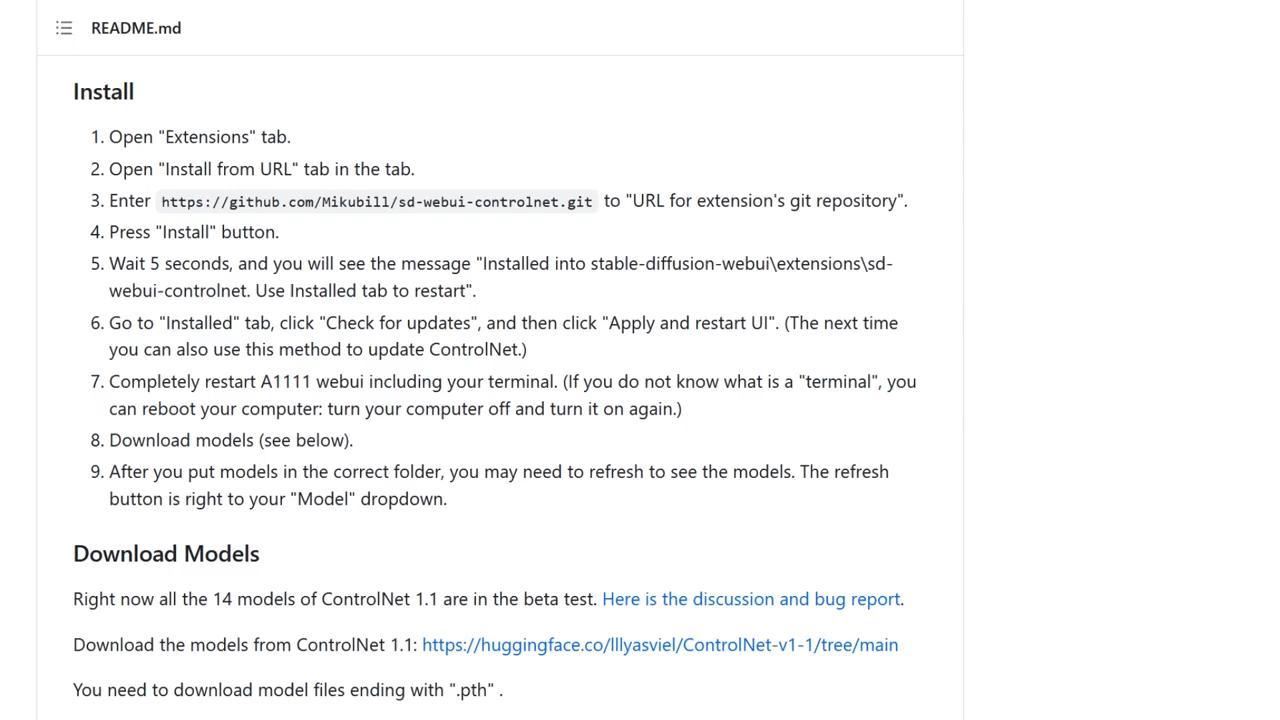 README.md
Install
1. Open "Extensions" tab.
2. Open "Install from URL" tab in the tab.
3. Enter https://github.com/Mikubill/sd-webui-controlnet.git to "URL for extension's git repository".
4. Press "Install" button.
5. Wait 5 seconds, and you will see the message "Installed into stable-diffusion-webui\extensions\sd-
webui-controlnet. Use Installed tab to restart".
6. Go to "Installed" tab, click "Check for updates", and then click "Apply and restart UI". (The next time
you can also use this method to update ControlNet.)
7. Completely restart A1111 webui including your terminal. (If you do not know what is a "terminal", you
can reboot your computer: turn your computer off and turn it on again.)
8. Download models (see below).
9. After you put models in the correct folder, you may need to refresh to see the models. The refresh
button is right to your "Model" dropdown.
Download Models
Right now all the 14 models of ControlNet 1.1 are in the beta test. Here is the discussion and bug report.
Download the models from ControlNet 1.1: https://huggingface.co/lllyasviel/ControlNet-v1-1/tree/main
You need to download model files ending with ".pth" .